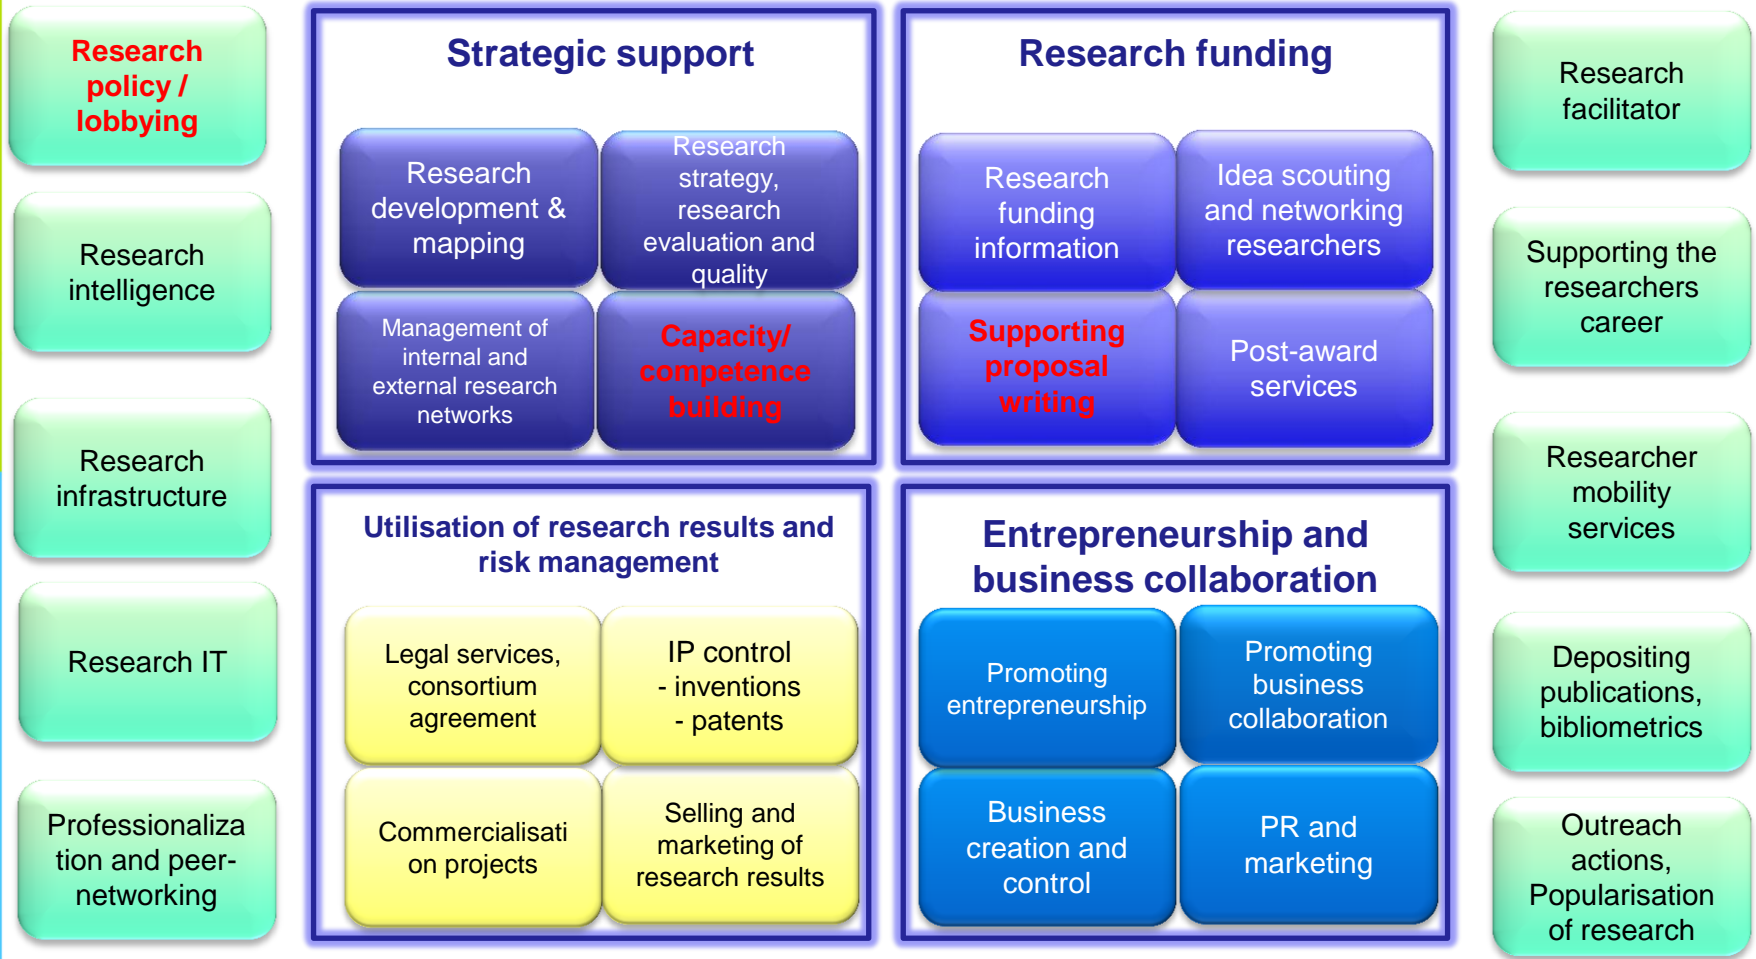 Research
policy /
lobbying
Research
intelligence
Research
infrastructure
Research IT
Professionaliza
tion and peer-
networking
Strategic support
Research
development &
mapping
Research
strategy,
research
evaluation and
quality
Management of
internal and
external research
networks
Capacity/
competence
building
Research funding
Research
funding
information
Idea scouting
and networking
researchers
Supporting
proposal
writing
Post-award
services
Utilisation of research results and
risk management
Legal services,
consortium
agreement
IP control
- inventions
- patents
Commercialisati
on projects
Selling and
marketing of
research results
Entrepreneurship and
business collaboration
Promoting
entrepreneurship
Promoting
business
collaboration
Business
creation and
control
PR and
marketing
Research
facilitator
Supporting the
researchers
career
Researcher
mobility
services
Depositing
publications,
bibliometrics
Outreach
actions,
Popularisation
of research